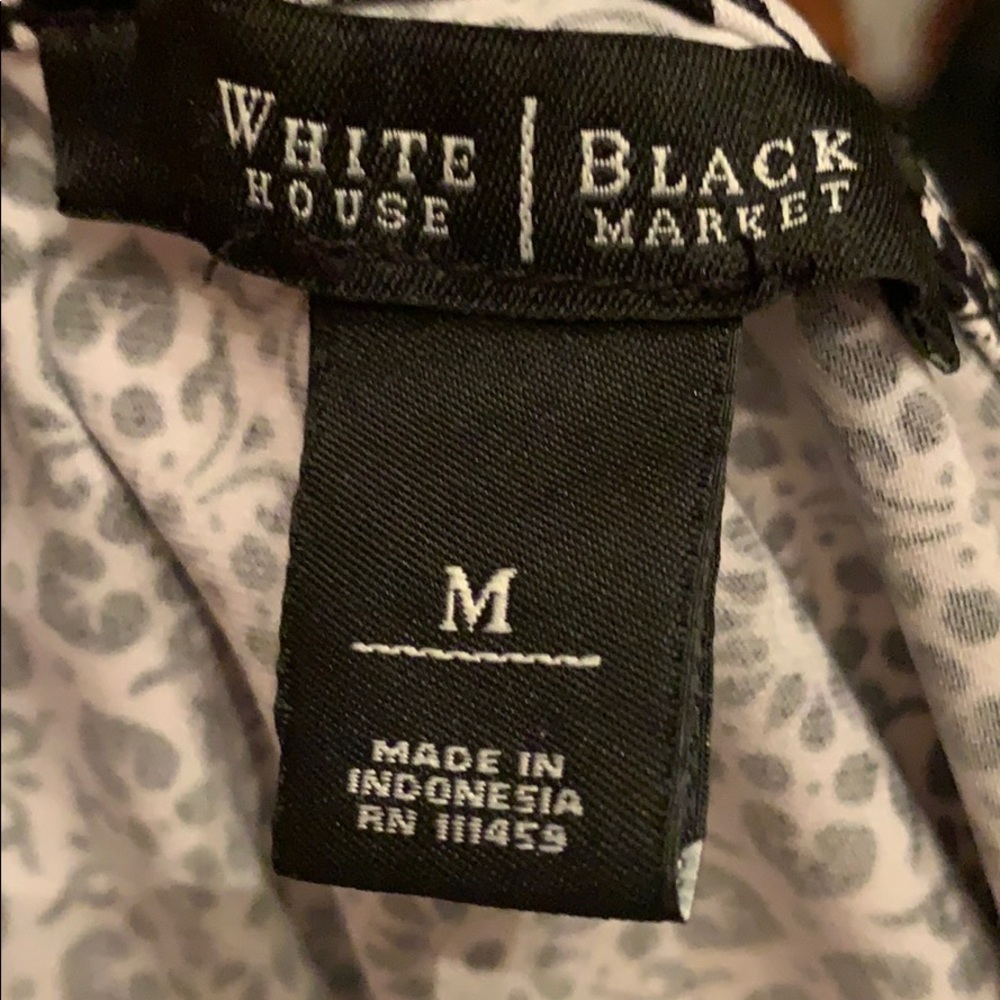 WHITE | BLACK
HOUSE | MARKET
M
MADE IN
INDONESIA
RN 111459